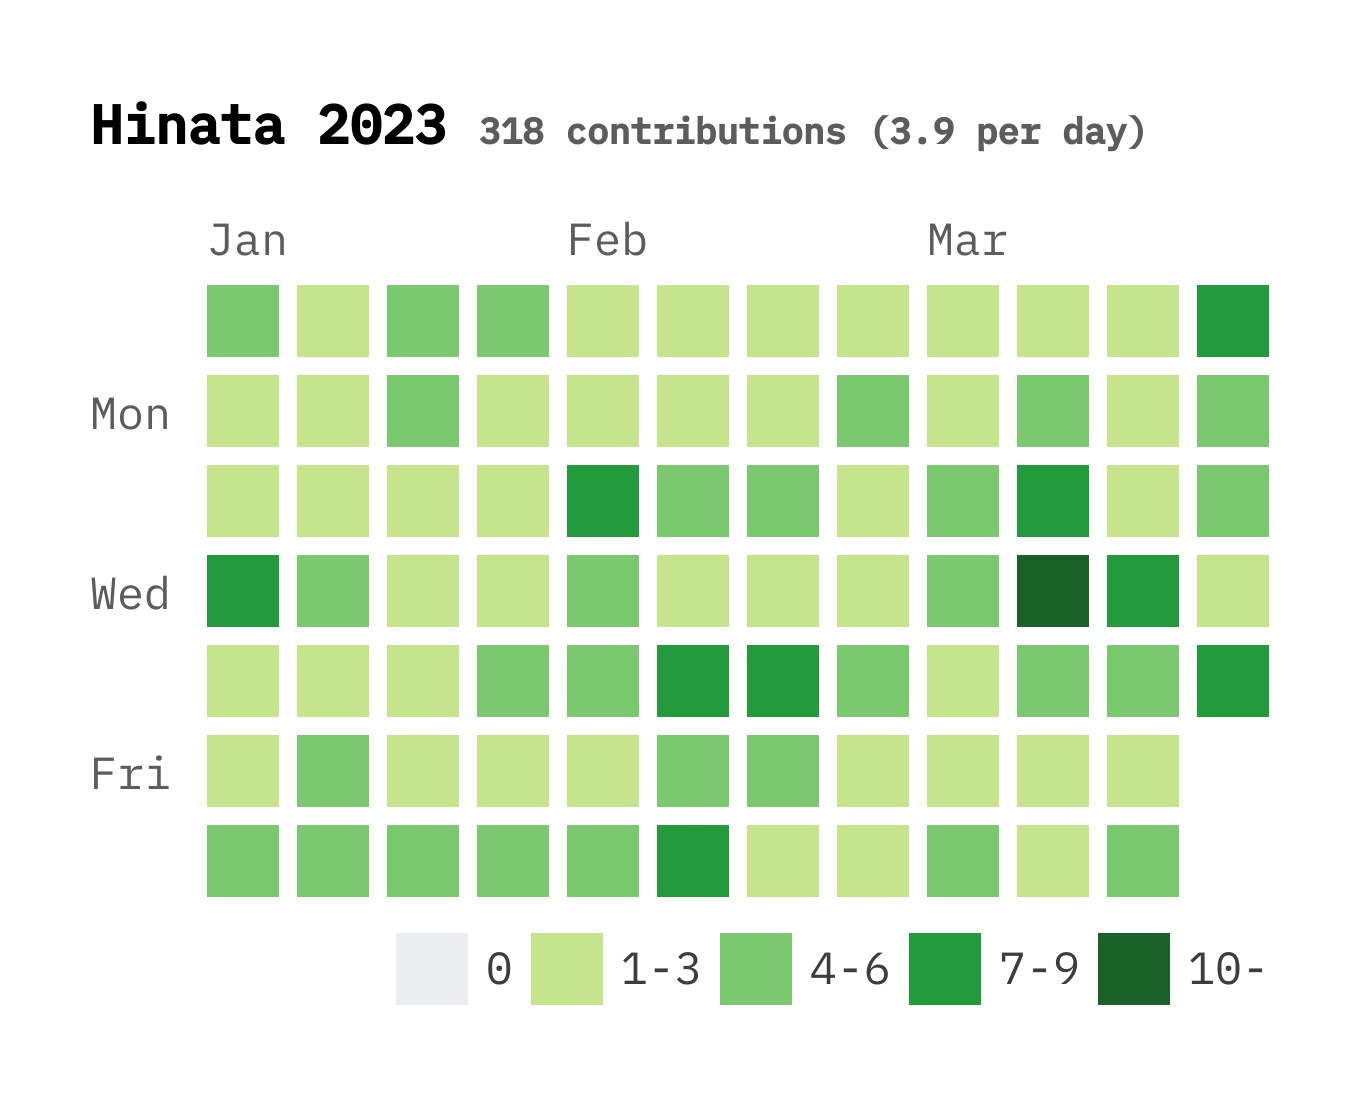 Hinata 2023 318 contributions (3.9 per day)
Jan Feb Mar
Mon
Wed
Fri
0 1-3 4-6 7-9 10-